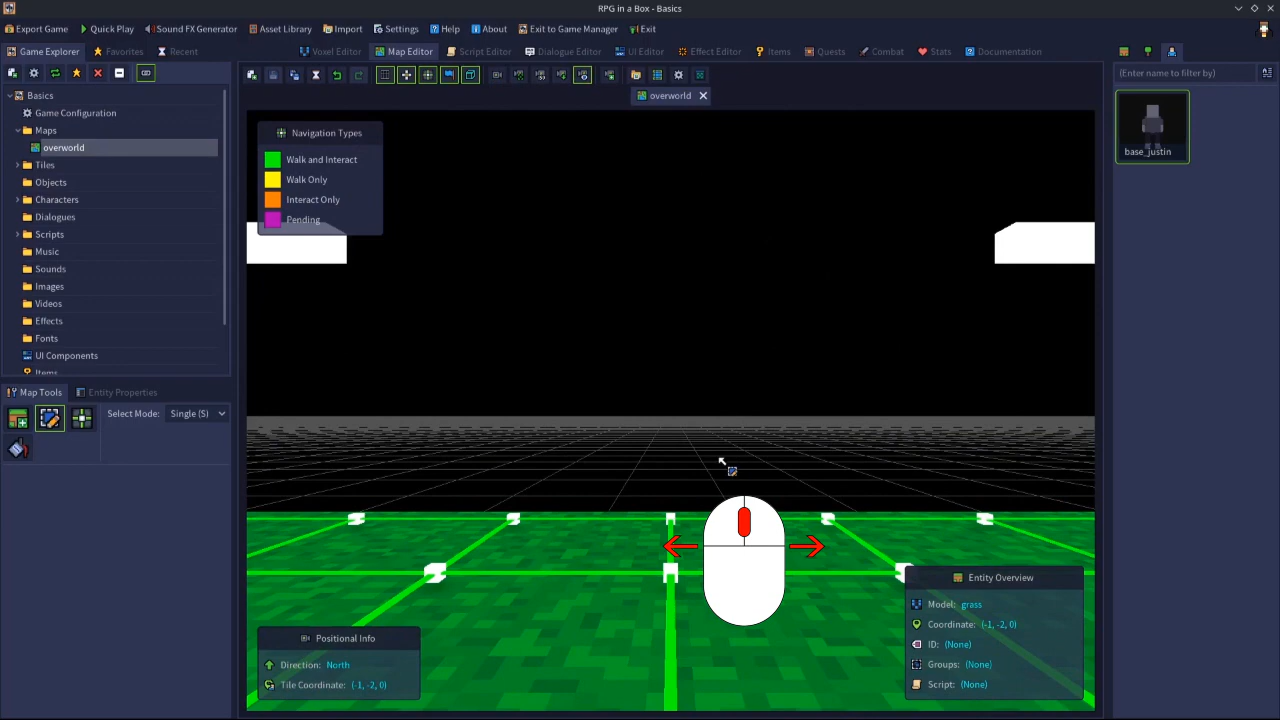 RPG in a Box - Basics
Export Game Quick Play Sound FX Generator Asset Library Import Settings Help About Exit to Game Manager Exit
Game Explorer Favorites Recent Voxel Editor Map Editor Script Editor Dialogue Editor UI Editor Effect Editor Items Quests Combat Stats Documentation
(Enter name to filter by)
overworld
Basics
Game Configuration
Maps
overworld
Tiles
Objects
Characters
Dialogues
Scripts
Music
Sounds
Images
Videos
Effects
Fonts
UI Components
Items
Navigation Types
Walk and Interact
Walk Only
Interact Only
Pending
base_justin
Map Tools Entity Properties
Select Mode: Single (S)
Positional Info
Direction: North
Tile Coordinate: (-1, -2, 0)
Entity Overview
Model: grass
Coordinate: (-1, -2, 0)
ID: (None)
Groups: (None)
Script: (None)